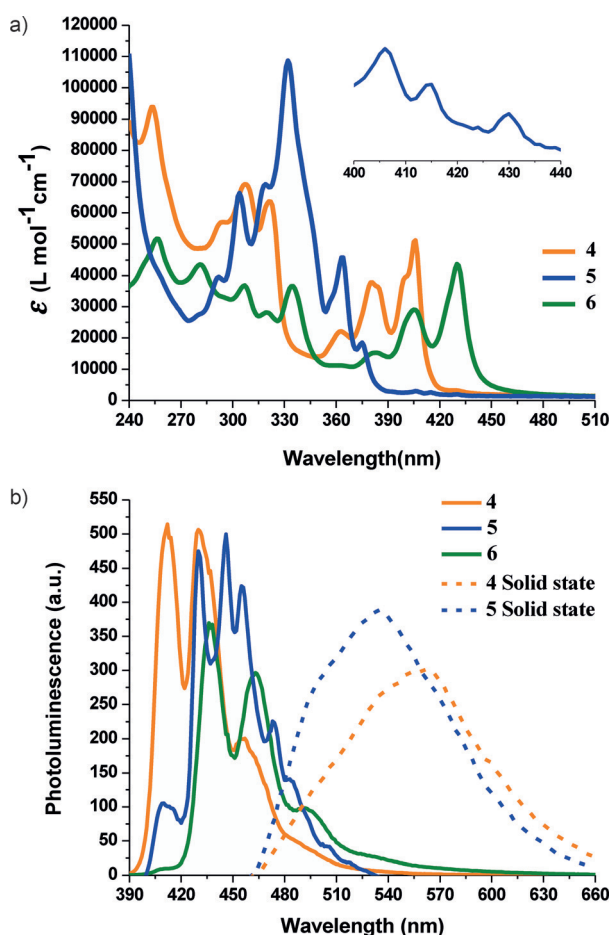 a)
120000
110000
100000
90000
80000
70000
60000
50000
40000
30000
20000
10000
0
ε (L mol⁻¹cm⁻¹)
240 270 300 330 360 390 420 450 480 510
Wavelength(nm)
400 410 420 430 440
4
5
6
b)
550
500
450
400
350
300
250
200
150
100
50
0
Photoluminescence (a.u.)
390 420 450 480 510 540 570 600 630 660
Wavelength (nm)
4
5
6
4 Solid state
5 Solid state